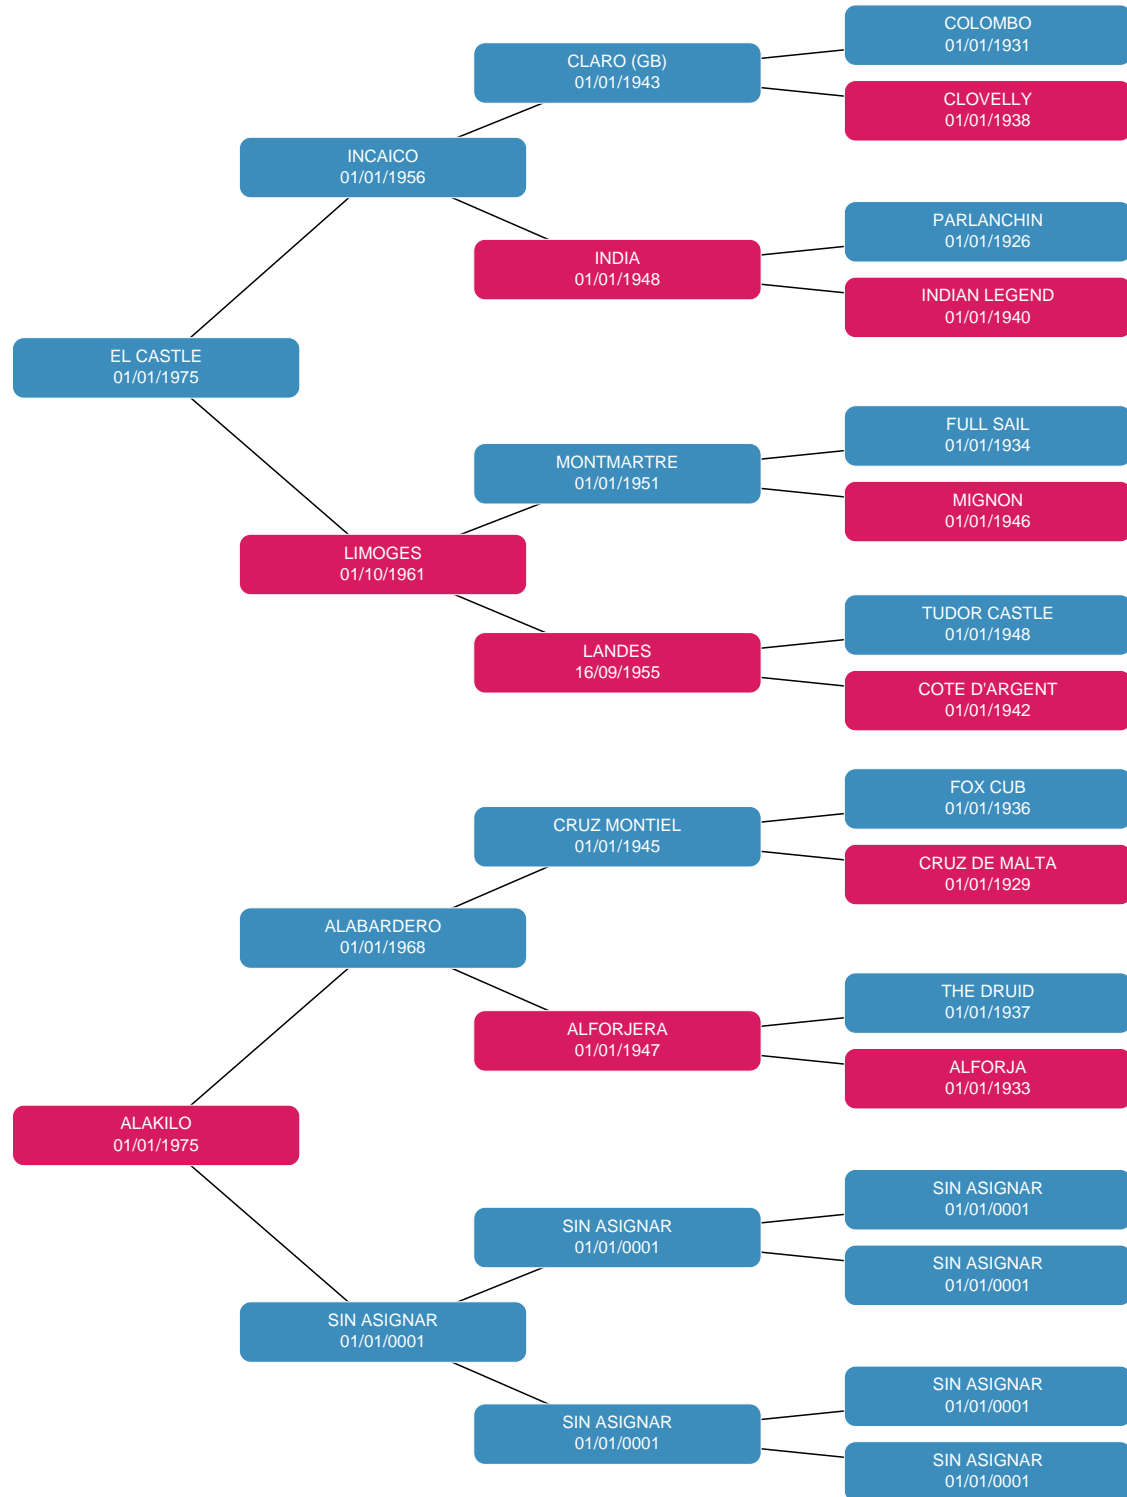 COLOMBO
01/01/1931
CLARO (GB)
01/01/1943
CLOVELLY
01/01/1938
INCAICO
01/01/1956
PARLANCHIN
01/01/1926
INDIA
01/01/1948
INDIAN LEGEND
01/01/1940
EL CASTLE
01/01/1975
FULL SAIL
01/01/1934
MONTMARTRE
01/01/1951
MIGNON
01/01/1946
LIMOGES
01/10/1961
TUDOR CASTLE
01/01/1948
LANDES
16/09/1955
COTE D'ARGENT
01/01/1942
FOX CUB
01/01/1936
CRUZ MONTIEL
01/01/1945
CRUZ DE MALTA
01/01/1929
ALABARDERO
01/01/1968
THE DRUID
01/01/1937
ALFORJERA
01/01/1947
ALFORJA
01/01/1933
ALAKILO
01/01/1975
SIN ASIGNAR
01/01/0001
SIN ASIGNAR
01/01/0001
SIN ASIGNAR
01/01/0001
SIN ASIGNAR
01/01/0001
SIN ASIGNAR
01/01/0001
SIN ASIGNAR
01/01/0001
SIN ASIGNAR
01/01/0001